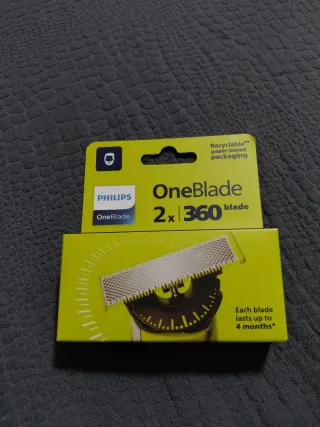 Recyclable**
paper-based
packaging
PHILIPS
OneBlade
OneBlade
2x | 360 blade
Each blade
lasts up to
4 months*